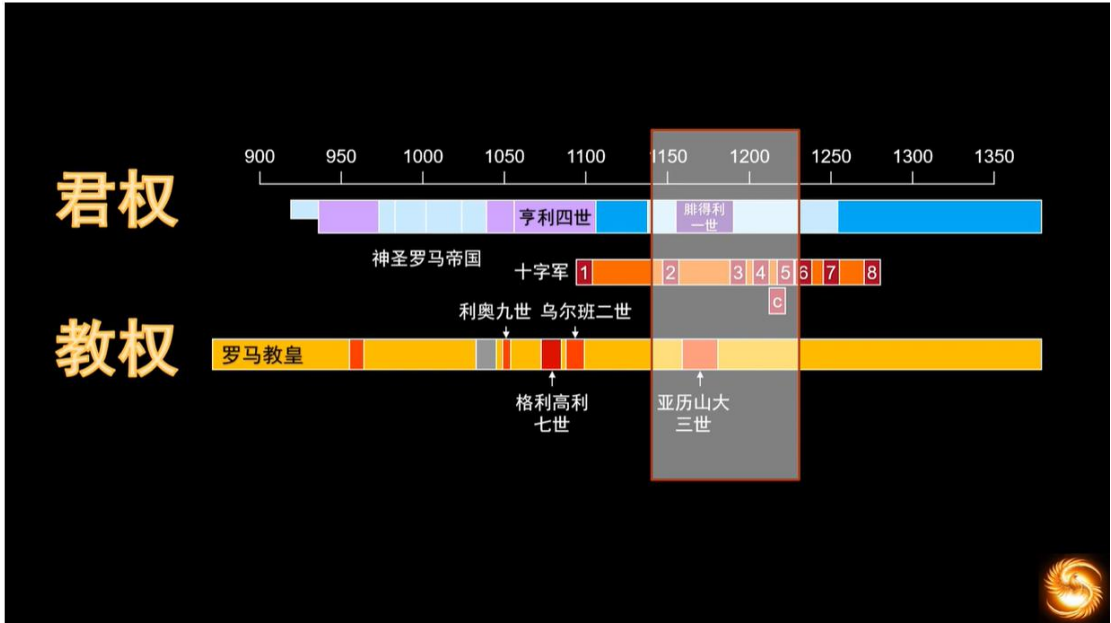 900 950 1000 1050 1100 1150 1200 1250 1300 1350
君权
亨利四世
腓得利
一世
神圣罗马帝国
十字军
1 2 3 4 5 6 7 8
c
利奥九世 乌尔班二世
教权
罗马教皇
格利高利
七世
亚历山大
三世